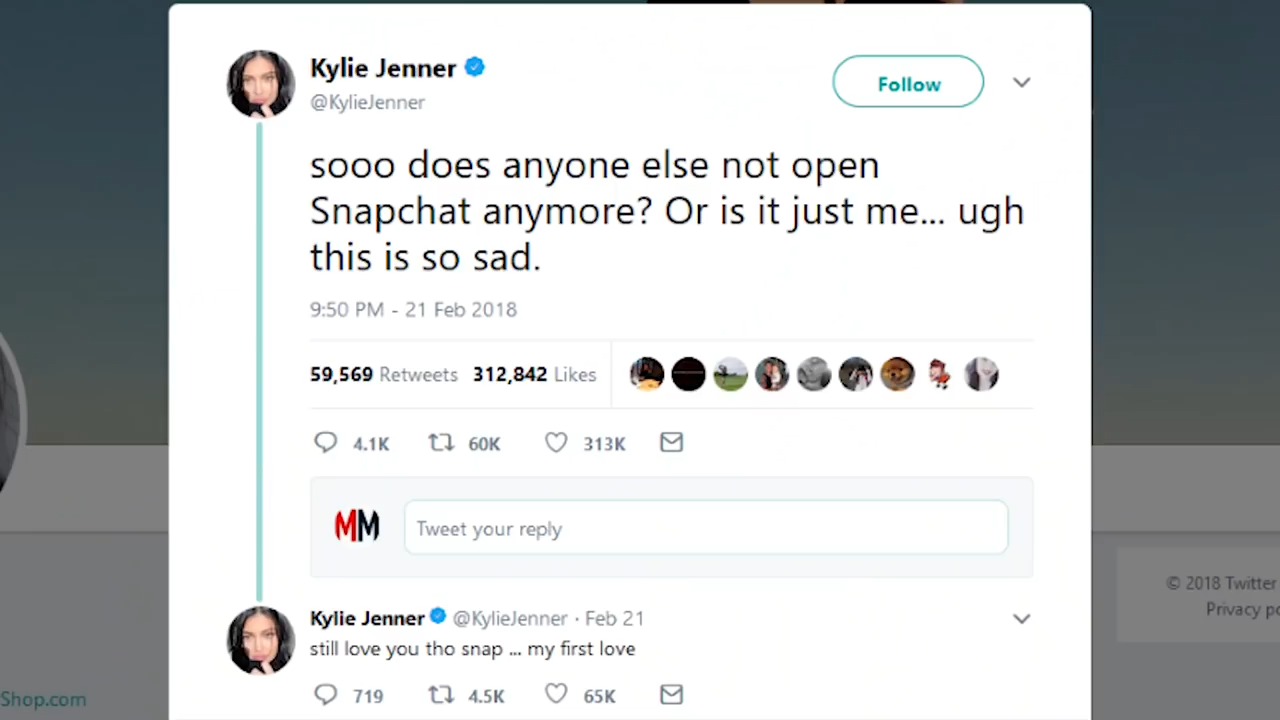 Kylie Jenner
@KylieJenner
Follow
sooo does anyone else not open
Snapchat anymore? Or is it just me... ugh
this is so sad.
9:50 PM - 21 Feb 2018
59,569 Retweets 312,842 Likes
4.1K 60K 313K
MM Tweet your reply
Kylie Jenner @KylieJenner · Feb 21
still love you tho snap ... my first love
719 4.5K 65K
© 2018 Twitter
Privacy
Shop.com